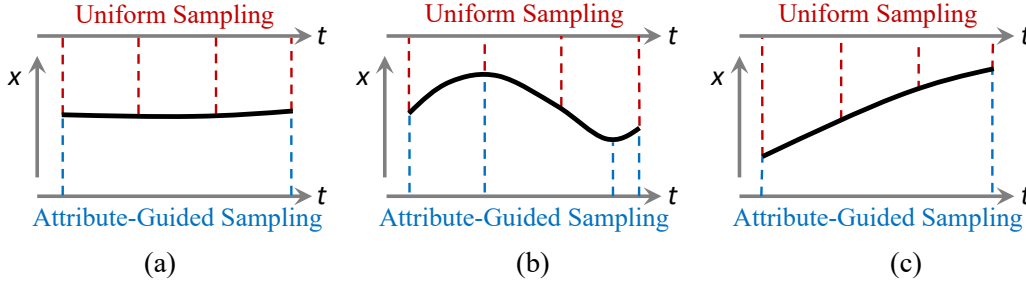 Uniform Sampling
t
x
t
Attribute-Guided Sampling
(a)
Uniform Sampling
t
x
t
Attribute-Guided Sampling
(b)
Uniform Sampling
t
x
t
Attribute-Guided Sampling
(c)